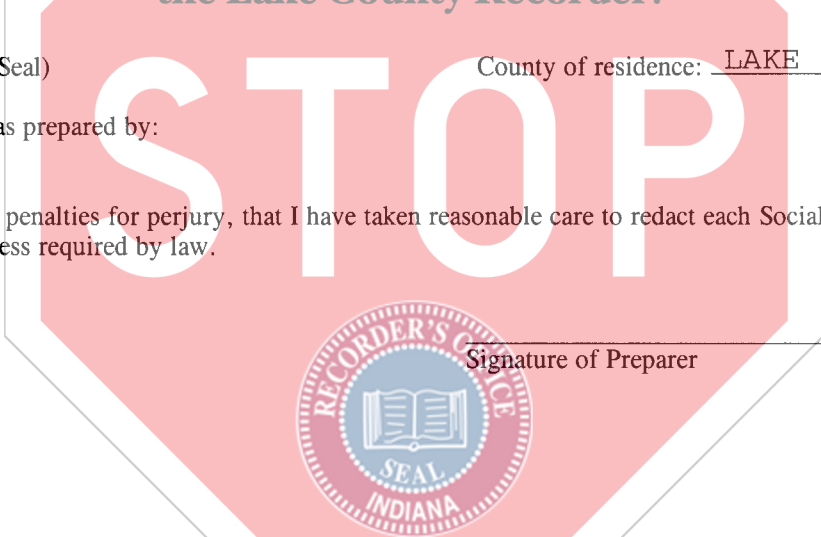 the Lake County Recorder!
Seal)
County of residence: LAKE
as prepared by:
STOP
penalties for perjury, that I have taken reasonable care to redact each Social
ess required by law.
Signature of Preparer
RECORDER'S OFFICE
SEAL
INDIANA